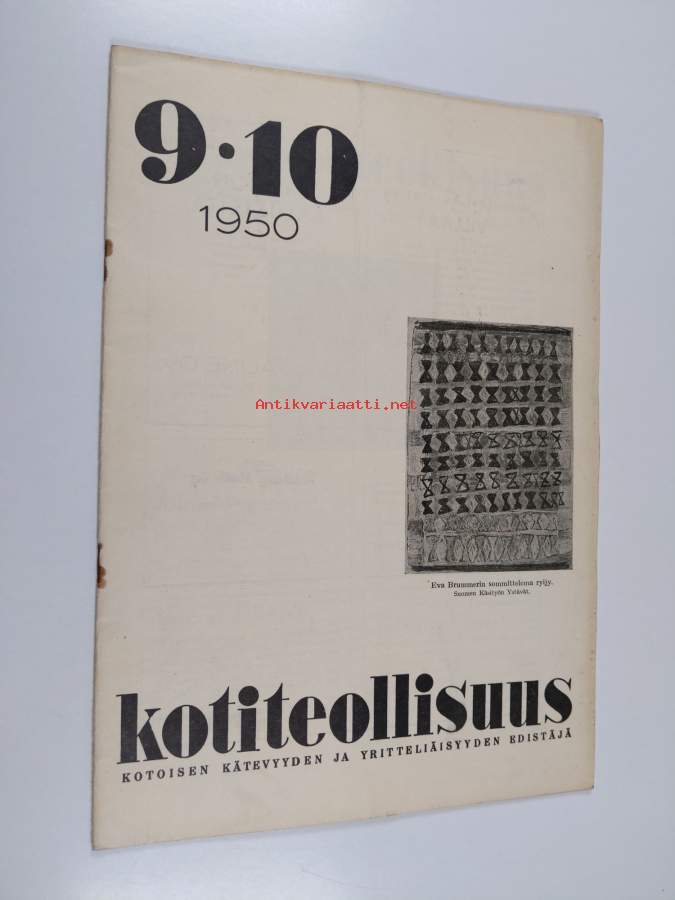 9·10
1950
Antikvariaatti.net
Eva Brummerin sommittelema ryijy.
Suomen Käsityön Ystävät.
kotiteollisuus
KOTOISEN KÄTEVYYDEN JA YRITTELIÄISYYDEN EDISTÄJÄ